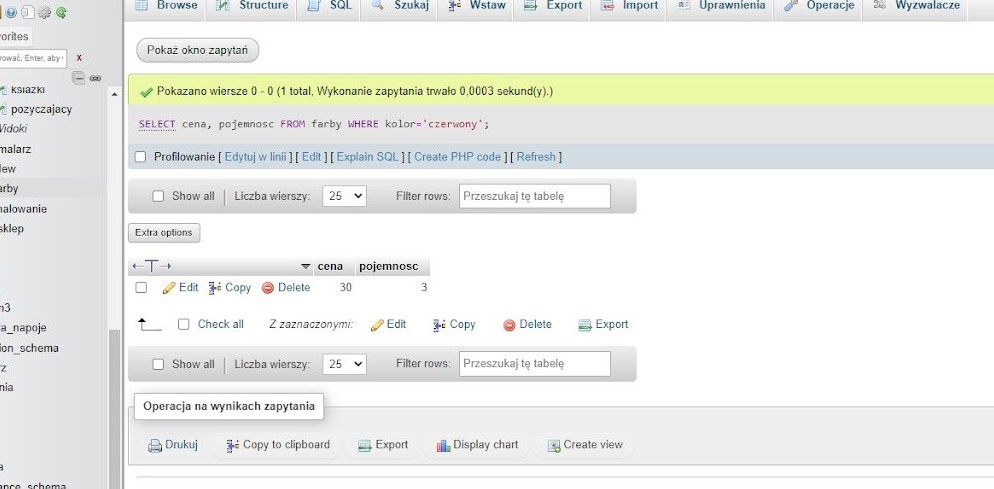 Browse Structure SQL Szukaj Wstaw Export Import Uprawnienia Operacje Wyzwalacze
orites
Pokaż okno zapytań
rować, Enter, aby X
ksiazki
pozyczajacy
Widoki
malarz
lew
arby
malowanie
sklep
n3
a_napoje
ion_schema
rz
nia
a
ance_schema
Pokazano wiersze 0 - 0 (1 total, Wykonanie zapytania trwało 0,0003 sekund(y).)
SELECT cena, pojemnosc FROM farby WHERE kolor='czerwony';
Profilowanie [ Edytuj w linii ] [ Edit ] [ Explain SQL ] [ Create PHP code ] [ Refresh ]
Show all | Liczba wierszy: 25 Filter rows: Przeszukaj tę tabelę
Extra options
←T→ cena pojemnosc
Edit Copy Delete 30 3
Check all Z zaznaczonymi: Edit Copy Delete Export
Show all | Liczba wierszy: 25 Filter rows: Przeszukaj tę tabelę
Operacja na wynikach zapytania
Drukuj Copy to clipboard Export Display chart Create view